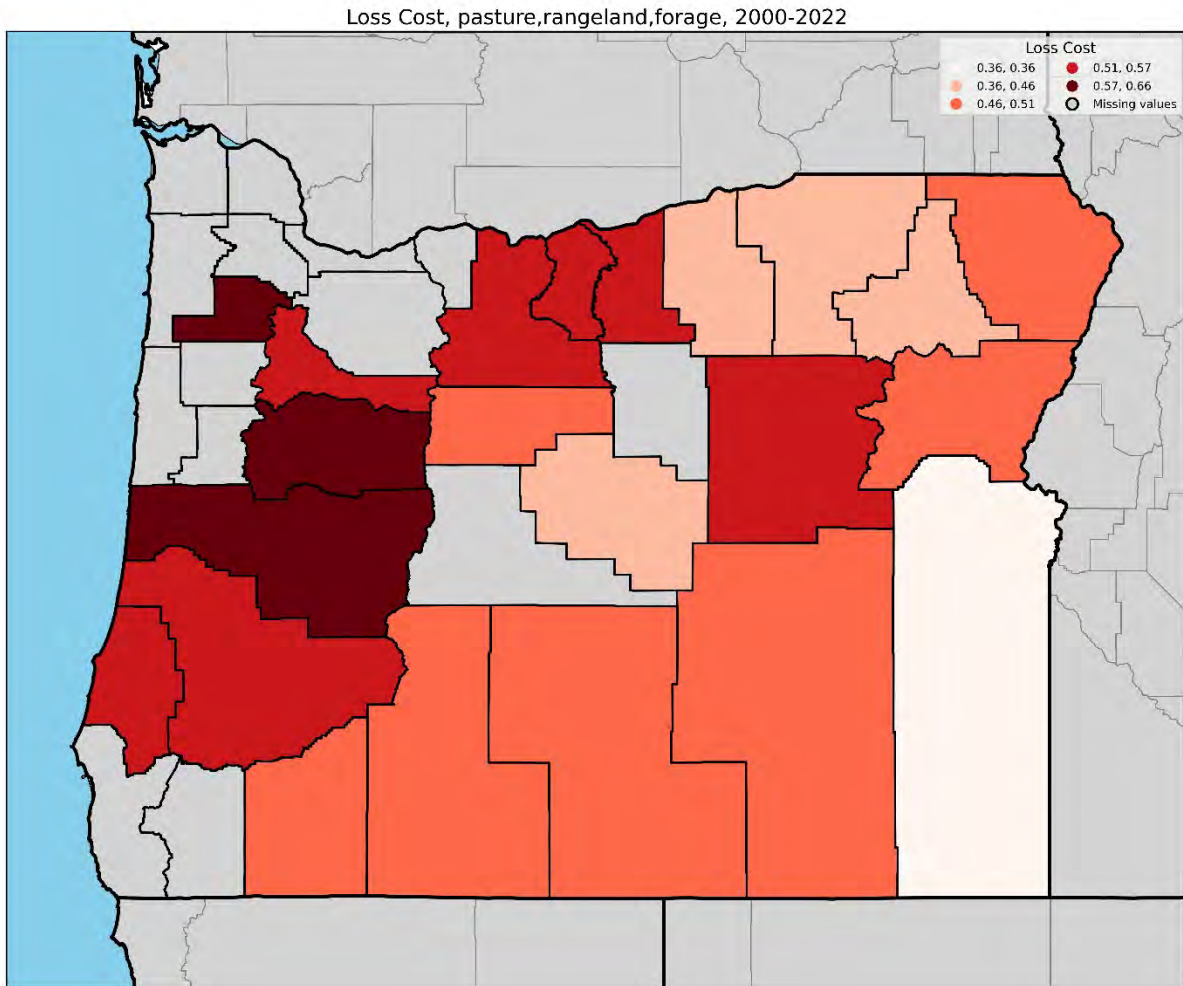 Loss Cost, pasture,rangeland,forage, 2000-2022
Loss Cost
0.36, 0.36
0.36, 0.46
0.46, 0.51
0.51, 0.57
0.57, 0.66
Missing values